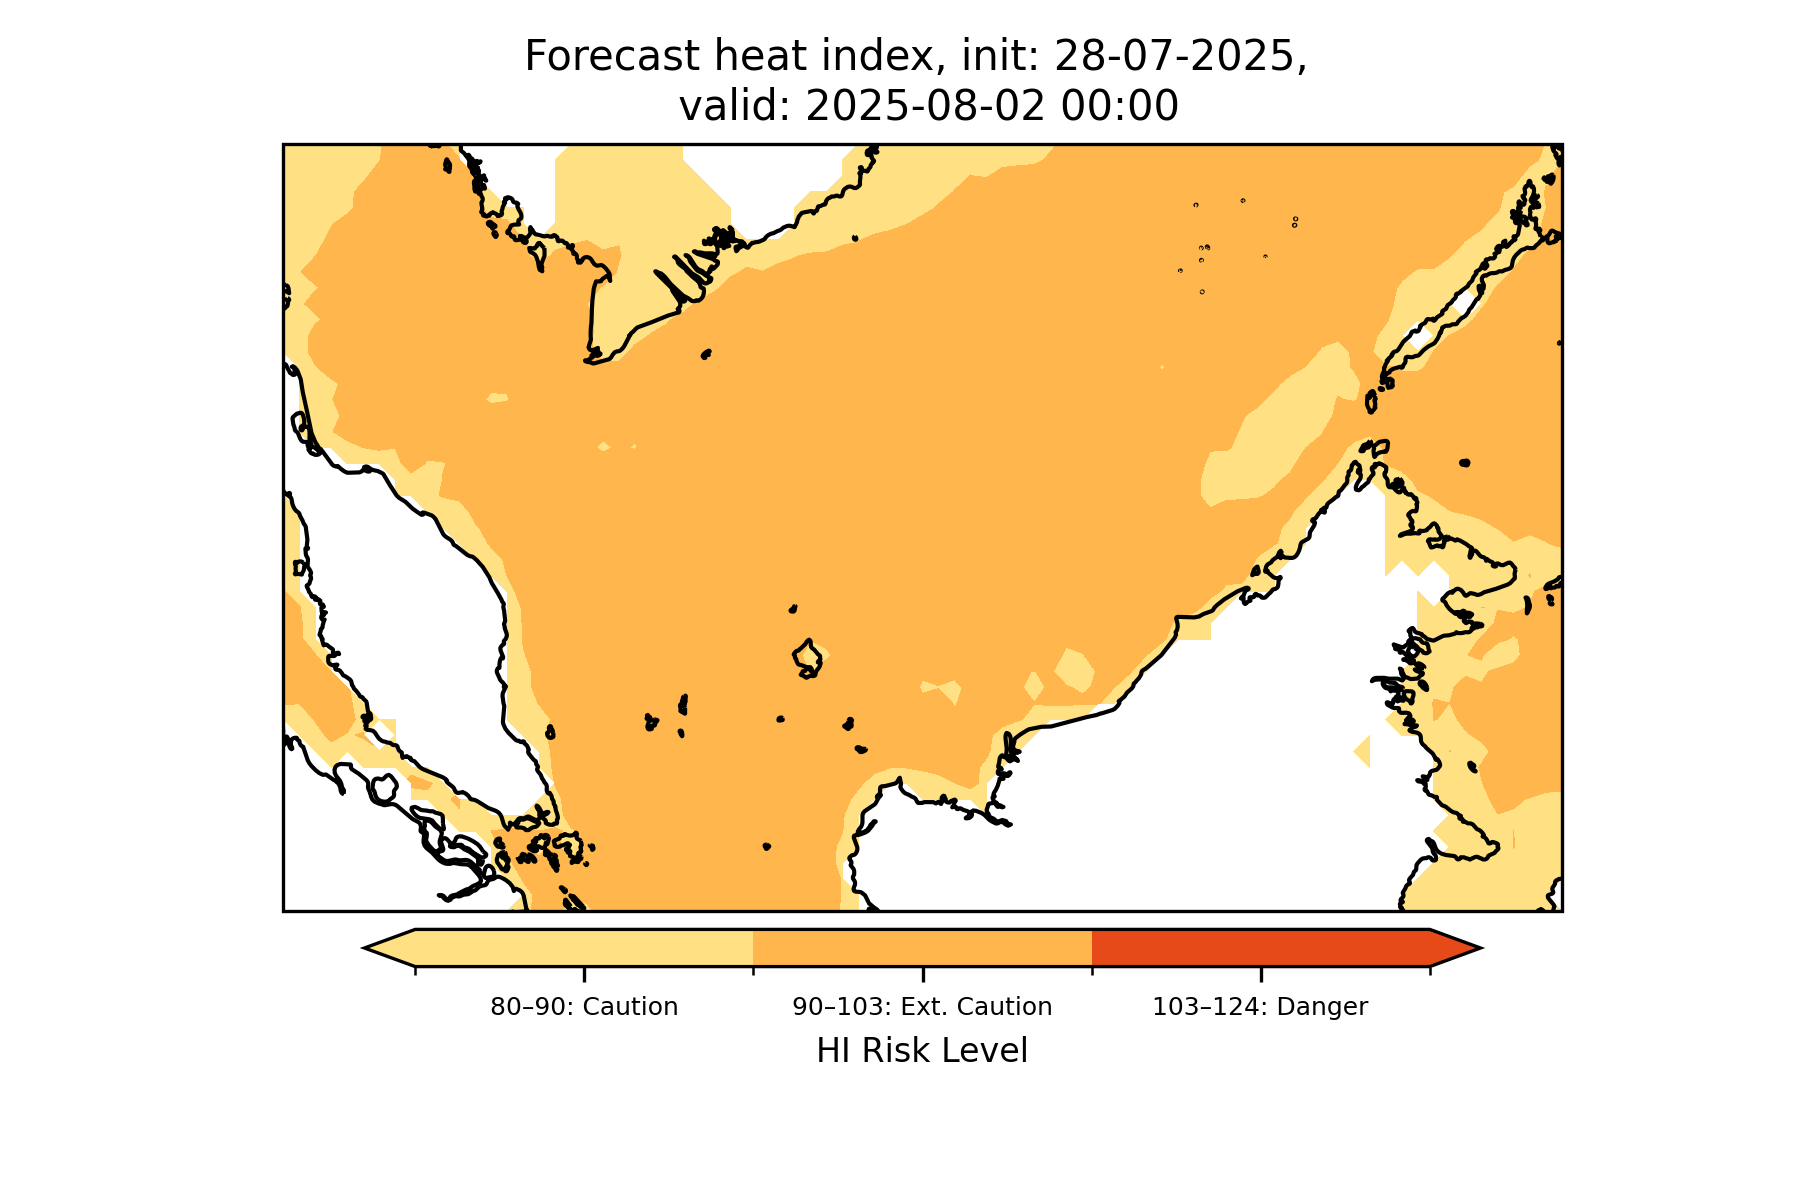 Forecast heat index, init: 28-07-2025,
valid: 2025-08-02 00:00
80–90: Caution
90–103: Ext. Caution
103–124: Danger
HI Risk Level